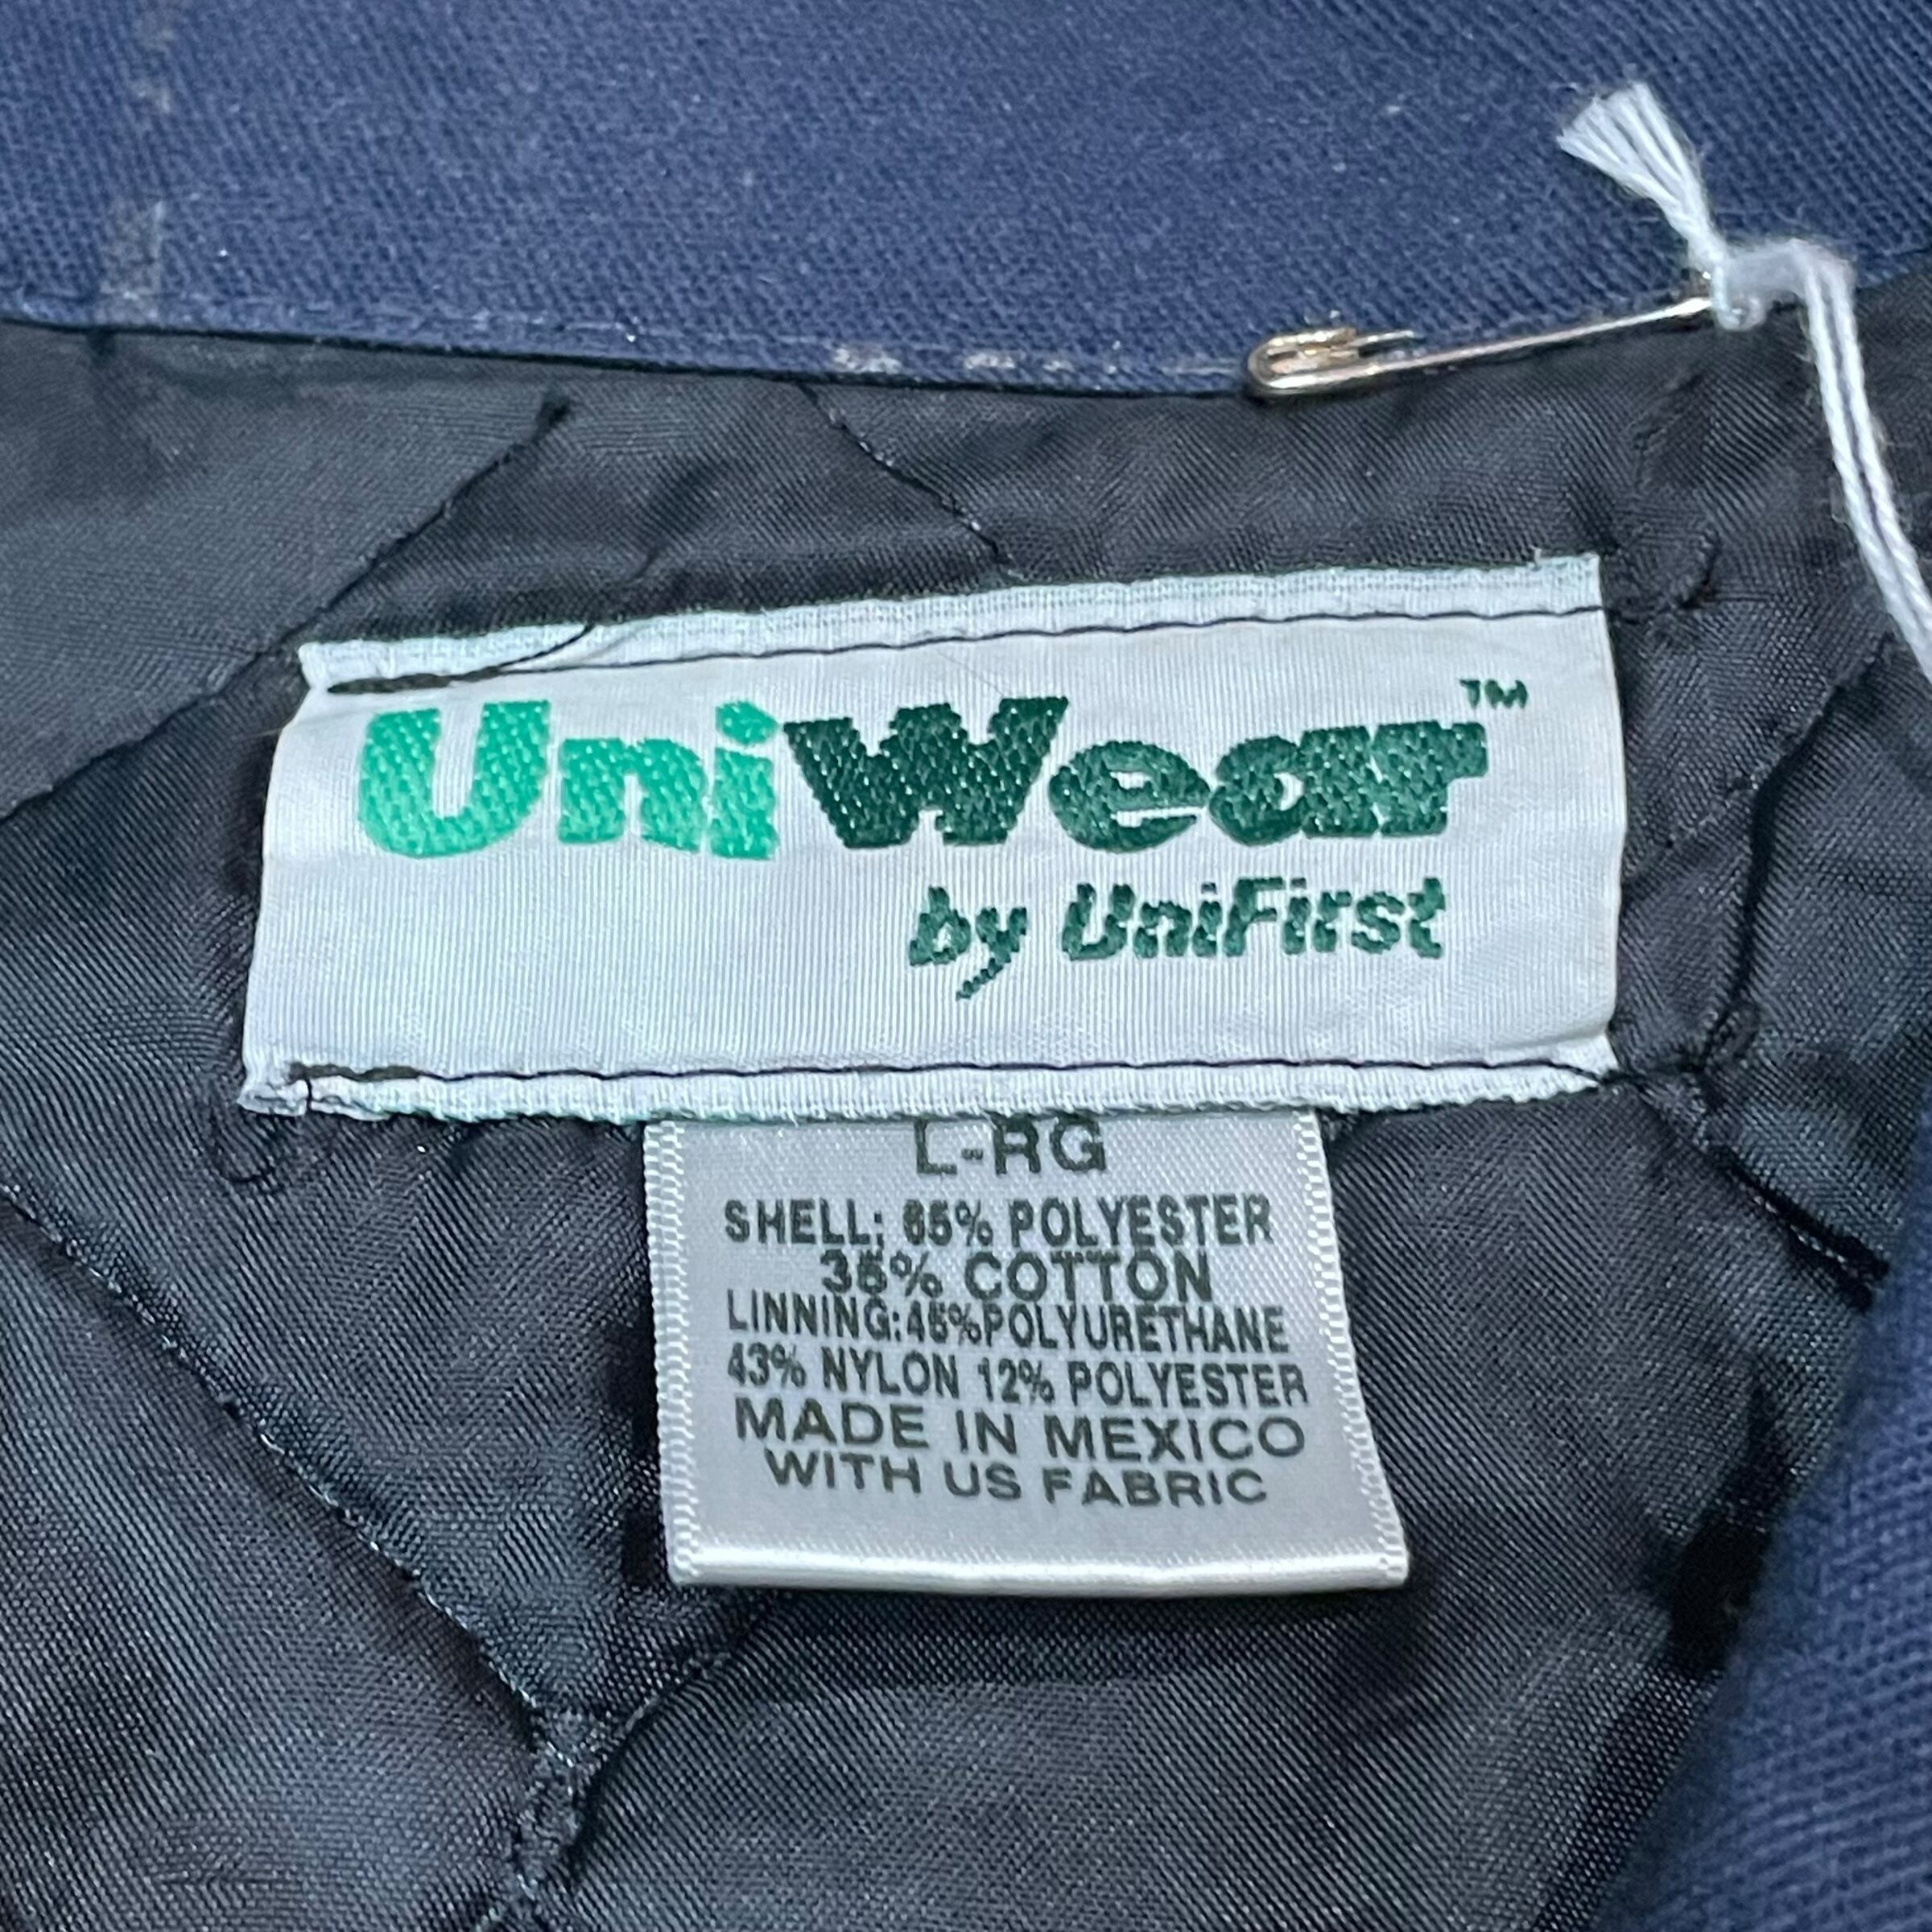 UniWear™
by UniFirst
L-RG
SHELL; 65% POLYESTER
35% COTTON
LINNING:45%POLYURETHANE
43% NYLON 12% POLYESTER
MADE IN MEXICO
WITH US FABRIC